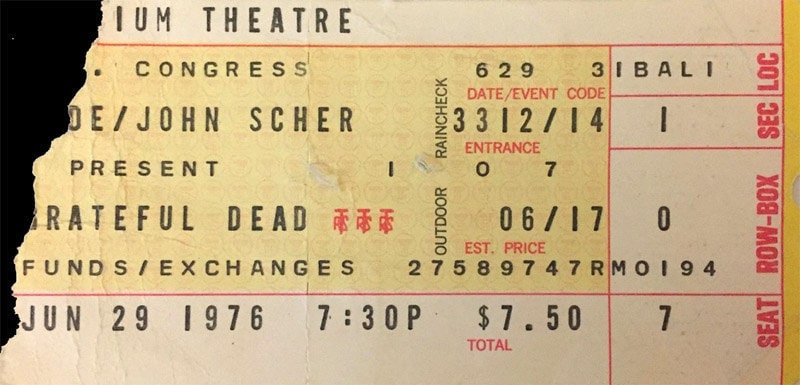 IUM THEATRE
. CONGRESS 629 3 IBALI
DATE/EVENT CODE
DE/JOHN SCHER 3312/14 1
ENTRANCE
PRESENT 1 0 7
RATEFUL DEAD 06/17 0
EST. PRICE
FUNDS/EXCHANGES 27589747RM0194
JUN 29 1976 7:30P $7.50 7
TOTAL
OUTDOOR RAINCHECK
SEAT ROW-BOX SEC LOC